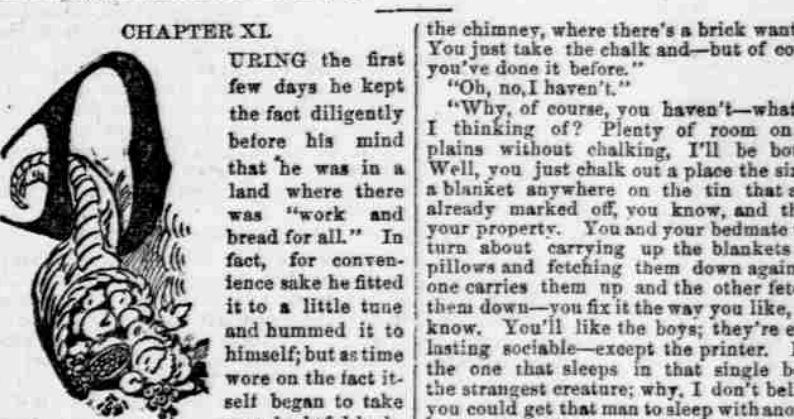 CHAPTER XI.
DURING the first
few days he kept
the fact diligently
before his mind
that he was in a
land where there
was "work and
bread for all." In
fact, for conven-
ience sake he fitted
it to a little tune
and hummed it to
himself; but as time
wore on the fact it-
self began to take
the chimney, where there's a brick want
You just take the chalk and—but of co
you've done it before."
"Oh, no, I haven't."
"Why, of course, you haven't—what
I thinking of? Plenty of room on
plains without chalking, I'll be bo
Well, you just chalk out a place the si
a blanket anywhere on the tin that
already marked off, you know, and th
your property. You and your bedmate
turn about carrying up the blankets
pillows and fetching them down again
one carries them up and the other fet
them down—you fix it the way you like,
know. You'll like the boys; they're e
lasting sociable—except the printer.
the one that sleeps in that single b
the strangest creature; why, I don't bel
you could get that man to sleep with ano